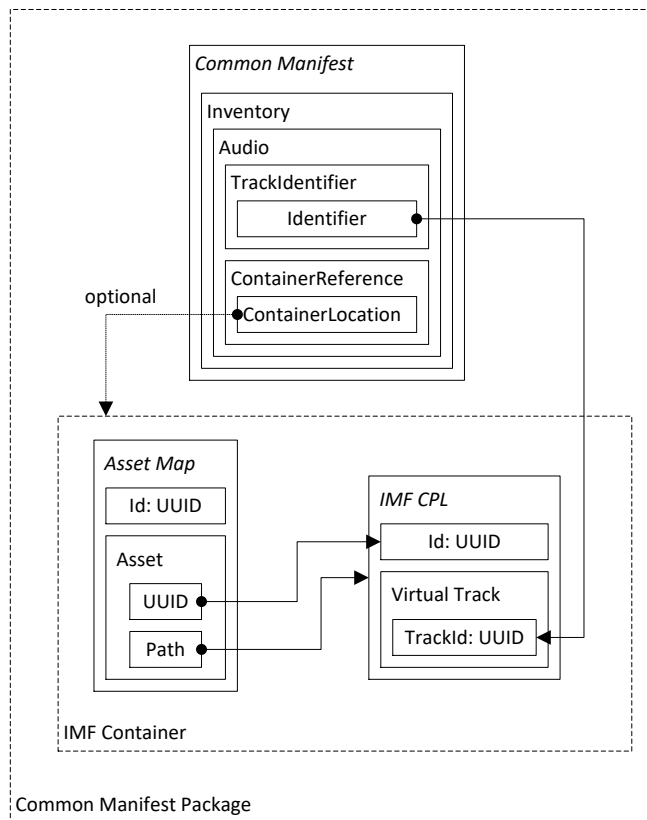 Common Manifest
Inventory
Audio
TrackIdentifier
Identifier
ContainerReference
optional
ContainerLocation
Asset Map
Id: UUID
Asset
UUID
Path
IMF CPL
Id: UUID
Virtual Track
TrackId: UUID
IMF Container
Common Manifest Package